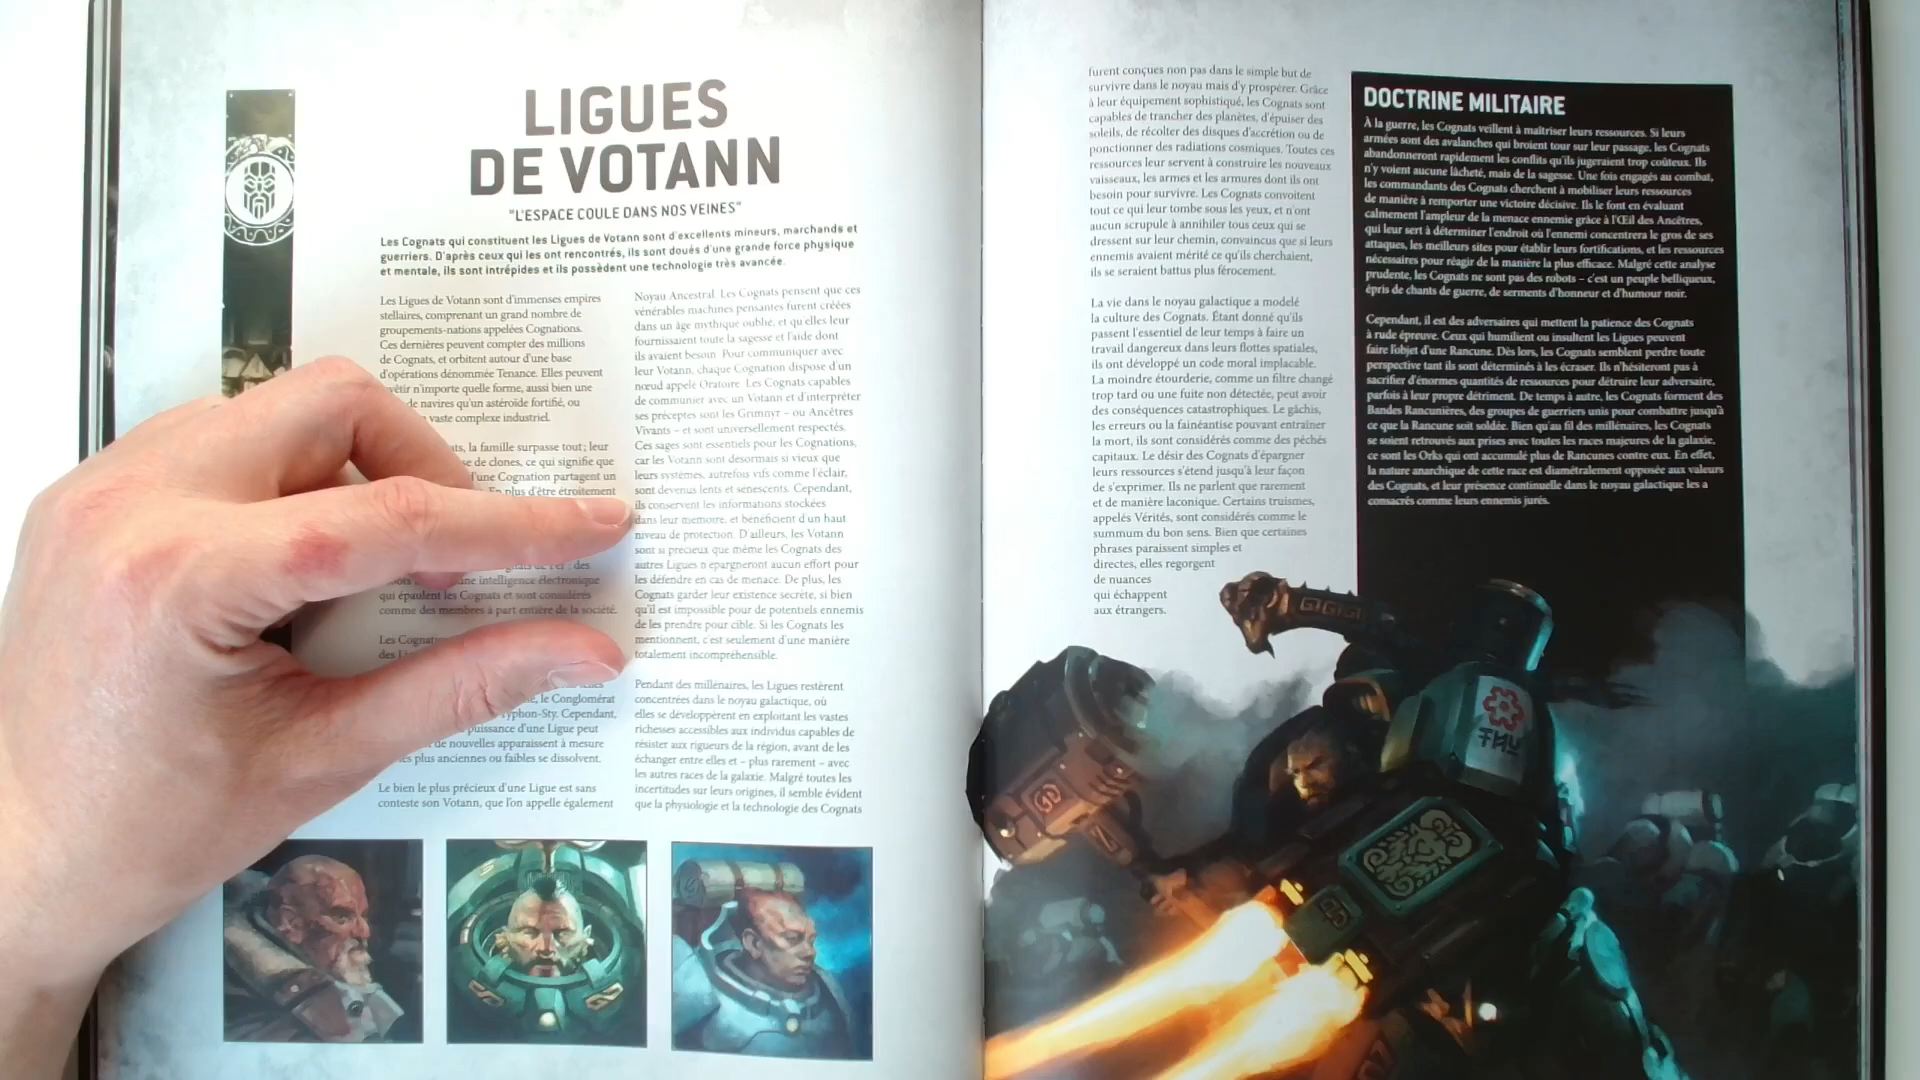 LIGUES
DE VOTANN
"L'ESPACE COULE DANS NOS VEINES"
Les Cognats qui constituent les Ligues de Votann sont d'excellents mineurs, marchands et
guerriers. D'après ceux qui les ont rencontrés, ils sont doués d'une grande force physique
et mentale, ils sont intrépides et ils possèdent une technologie très avancée.
Les Ligues de Votann sont d'immenses empires
stellaires, comprenant un grand nombre de
groupements-nations appelées Cognations.
Ces dernières peuvent compter des millions
de Cognats, et orbitent autour d'une base
d'opérations dénommée Tenance. Elles peuvent
n'importe quelle forme, aussi bien une
de navires qu'un astéroïde fortifié, ou
vaste complexe industriel.
la famille surpasse tout ; leur
de clones, ce qui signifie que
d'une Cognation partagent un
En plus d'être étroitement
des
une intelligence électronique
qui épaulent les Cognats et sont considérés
comme des membres à part entière de la société.
Les
des
le Conglomérat
Cependant,
puissance d'une Ligue peut
de nouvelles apparaissent à mesure
plus anciennes ou faibles se dissolvent.
Le bien le plus précieux d'une Ligue est sans
conteste son Votann, que l'on appelle également
Noyau Ancestral. Les Cognats pensent que ces
vénérables machines pensantes furent créées
dans un âge mythique oublié, et qu'elles leur
fournissaient toute la sagesse et l'aide dont
ils avaient besoin. Pour communiquer avec
leur Votann, chaque Cognation dispose d'un
nœud appelé Oratoire. Les Cognats capables
de communier avec un Votann et d'interpréter
ses préceptes sont les Grimnyr – ou Ancêtres
Vivants – et sont universellement respectés.
Ces sages sont essentiels pour les Cognations,
car les Votann sont désormais si vieux que
leurs systèmes, autrefois vifs comme l'éclair,
sont devenus lents et sénescents. Cependant,
ils conservent les informations stockées
dans leur mémoire, et bénéficient d'un haut
niveau de protection. D'ailleurs, les Votann
sont si précieux que même les Cognats des
autres Ligues n'épargneront aucun effort pour
les défendre en cas de menace. De plus, les
Cognats garder leur existence secrète, si bien
qu'il est impossible pour de potentiels ennemis
de les prendre pour cible. Si les Cognats les
mentionnent, c'est seulement d'une manière
totalement incompréhensible.
Pendant des millénaires, les Ligues restèrent
concentrées dans le noyau galactique, où
elles se développèrent en exploitant les vastes
richesses accessibles aux individus capables de
résister aux rigueurs de la région, avant de les
échanger entre elles et – plus rarement – avec
les autres races de la galaxie. Malgré toutes les
incertitudes sur leurs origines, il semble évident
que la physiologie et la technologie des Cognats
furent conçues non pas dans le simple but de
survivre dans le noyau mais d'y prospérer. Grâce
à leur équipement sophistiqué, les Cognats sont
capables de trancher des planètes, d'épuiser des
soleils, de récolter des disques d'accrétion ou de
ponctionner des radiations cosmiques. Toutes ces
ressources leur servent à construire les nouveaux
vaisseaux, les armes et les armures dont ils ont
besoin pour survivre. Les Cognats convoitent
tout ce qui leur tombe sous les yeux, et n'ont
aucun scrupule à annihiler tous ceux qui se
dressent sur leur chemin, convaincus que si leurs
ennemis avaient mérité ce qu'ils cherchaient,
ils se seraient battus plus férocement.
La vie dans le noyau galactique a modelé
la culture des Cognats. Étant donné qu'ils
passent l'essentiel de leur temps à faire un
travail dangereux dans leurs flottes spatiales,
ils ont développé un code moral implacable.
La moindre étourderie, comme un filtre changé
trop tard ou une fuite non détectée, peut avoir
des conséquences catastrophiques. Le gâchis,
les erreurs ou la fainéantise pouvant entraîner
la mort, ils sont considérés comme des péchés
capitaux. Le désir des Cognats d'épargner
leurs ressources s'étend jusqu'à leur façon
de s'exprimer. Ils ne parlent que rarement
et de manière laconique. Certains truismes,
appelés Vérités, sont considérés comme le
summum du bon sens. Bien que certaines
phrases paraissent simples et
directes, elles regorgent
de nuances
qui échappent
aux étrangers.
DOCTRINE MILITAIRE
À la guerre, les Cognats veillent à maîtriser leurs ressources. Si leurs
armées sont des avalanches qui broient tour sur leur passage, les Cognats
abandonneront rapidement les conflits qu'ils jugeraient trop coûteux. Ils
n'y voient aucune lâcheté, mais de la sagesse. Une fois engagés au combat,
les commandants des Cognats cherchent à mobiliser leurs ressources
de manière à remporter une victoire décisive. Ils le font en évaluant
calmement l'ampleur de la menace ennemie grâce à l'Œil des Ancêtres,
qui leur sert à déterminer l'endroit où l'ennemi concentrera le gros de ses
attaques, les meilleurs sites pour établir leurs fortifications, et les ressources
nécessaires pour réagir de la manière la plus efficace. Malgré cette analyse
prudente, les Cognats ne sont pas des robots – c'est un peuple belliqueux,
épris de chants de guerre, de serments d'honneur et d'humour noir.
Cependant, il est des adversaires qui mettent la patience des Cognats
à rude épreuve. Ceux qui humilient ou insultent les Ligues peuvent
faire l'objet d'une Rancune. Dès lors, les Cognats semblent perdre toute
perspective tant ils sont déterminés à les écraser. Ils n'hésiteront pas à
sacrifier d'énormes quantités de ressources pour détruire leur adversaire,
parfois à leur propre détriment. De temps à autre, les Cognats forment des
Bandes Rancunières, des groupes de guerriers unis pour combattre jusqu'à
ce que la Rancune soit soldée. Bien qu'au fil des millénaires, les Cognats
se soient retrouvés aux prises avec toutes les races majeures de la galaxie,
ce sont les Orks qui ont accumulé plus de Rancunes contre eux. En effet,
la nature anarchique de cette race est diamétralement opposée aux valeurs
des Cognats, et leur présence continuelle dans le noyau galactique les a
consacrés comme leurs ennemis jurés.